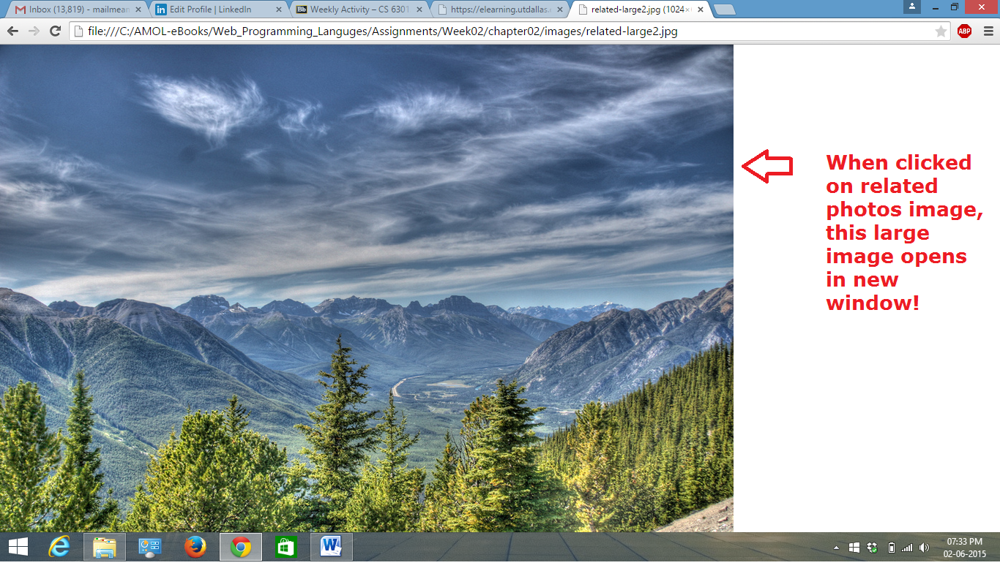 Inbox (13,819) - mailmean
Edit Profile | LinkedIn
Bb Weekly Activity – CS 6301
https://elearning.utdallas.
related-large2.jpg (1024×
file:///C:/AMOL-eBooks/Web_Programming_Languges/Assignments/Week02/chapter02/images/related-large2.jpg
ABP
When clicked
on related
photos image,
this large
image opens
in new
window!
07:33 PM
02-06-2015